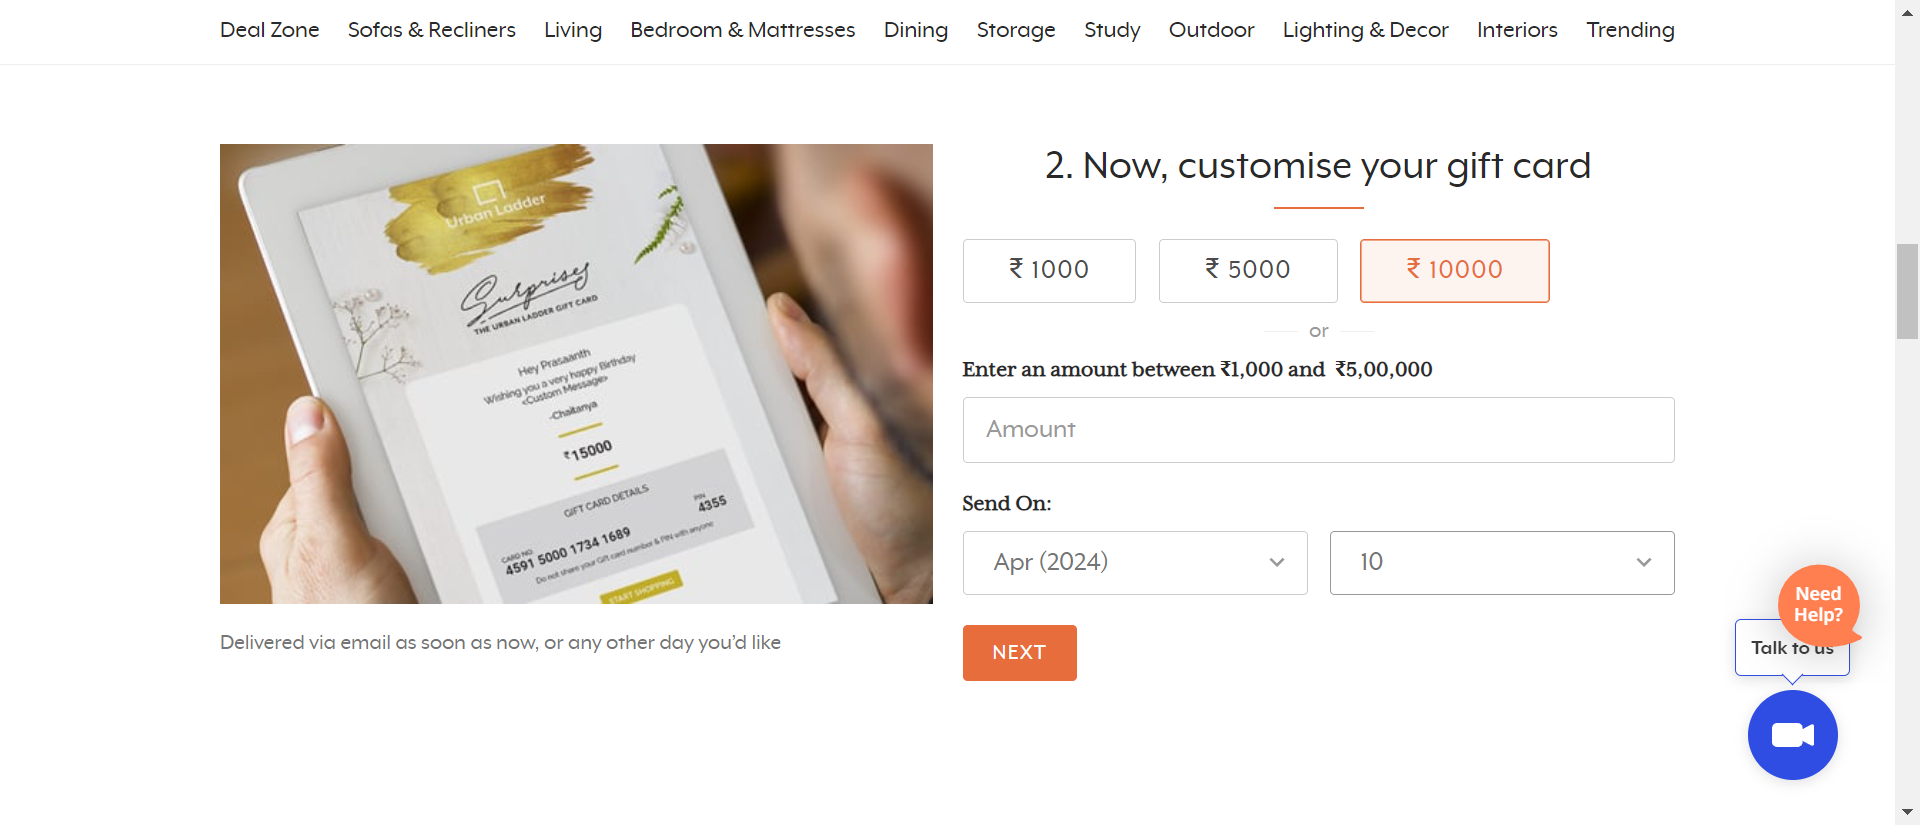 Deal Zone Sofas & Recliners Living Bedroom & Mattresses Dining Storage Study Outdoor Lighting & Decor Interiors Trending
Urban Ladder
Surprises
THE URBAN LADDER GIFT CARD
Hey Prasaanth
Wishing you a very happy Birthday
<Custom Message>
-Chaitanya
₹15000
GIFT CARD DETAILS
CARD NO.
4591 5000 1734 1689
PIN
4355
Do not share your Gift card number & PIN with anyone
START SHOPPING
Delivered via email as soon as now, or any other day you’d like
2. Now, customise your gift card
₹ 1000 ₹ 5000 ₹ 10000
or
Enter an amount between ₹1,000 and ₹5,00,000
Amount
Send On:
Apr (2024) 10
NEXT
Need
Help?
Talk to us